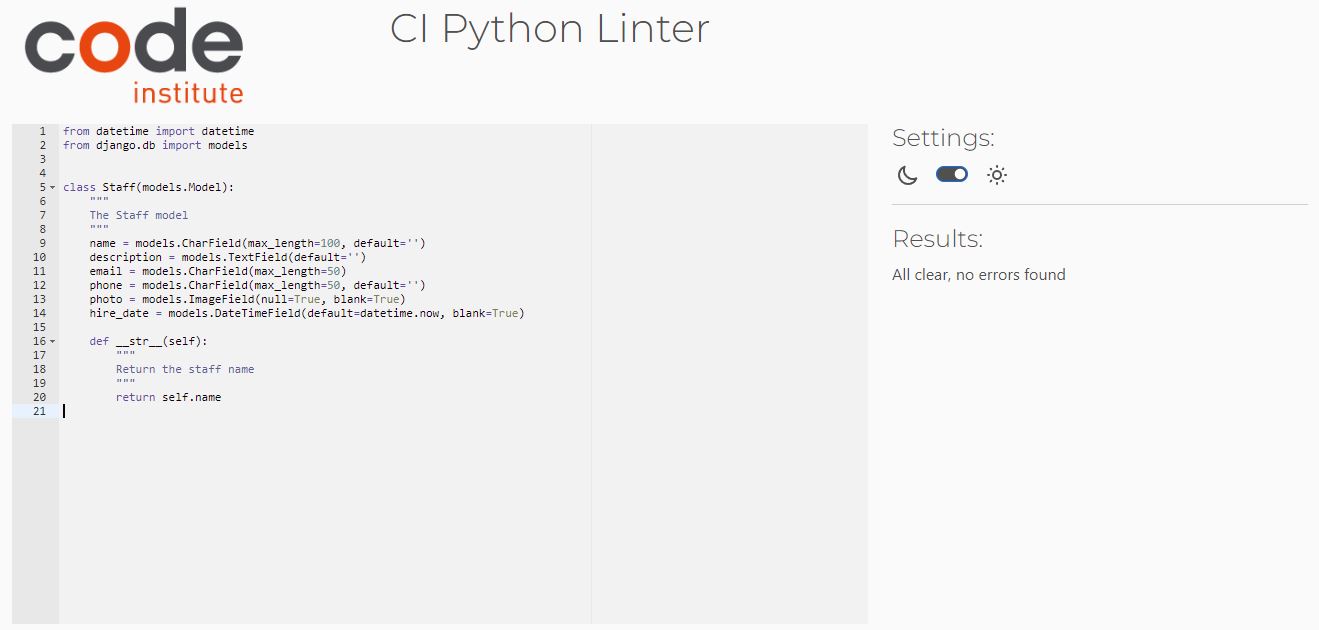 code
institute
CI Python Linter
1 from datetime import datetime
2 from django.db import models
3
4
5 class Staff(models.Model):
6     """
7     The Staff model
8     """
9     name = models.CharField(max_length=100, default='')
10     description = models.TextField(default='')
11     email = models.CharField(max_length=50)
12     phone = models.CharField(max_length=50, default='')
13     photo = models.ImageField(null=True, blank=True)
14     hire_date = models.DateTimeField(default=datetime.now, blank=True)
15
16     def __str__(self):
17         """
18         Return the staff name
19         """
20         return self.name
21
Settings:
Results:
All clear, no errors found